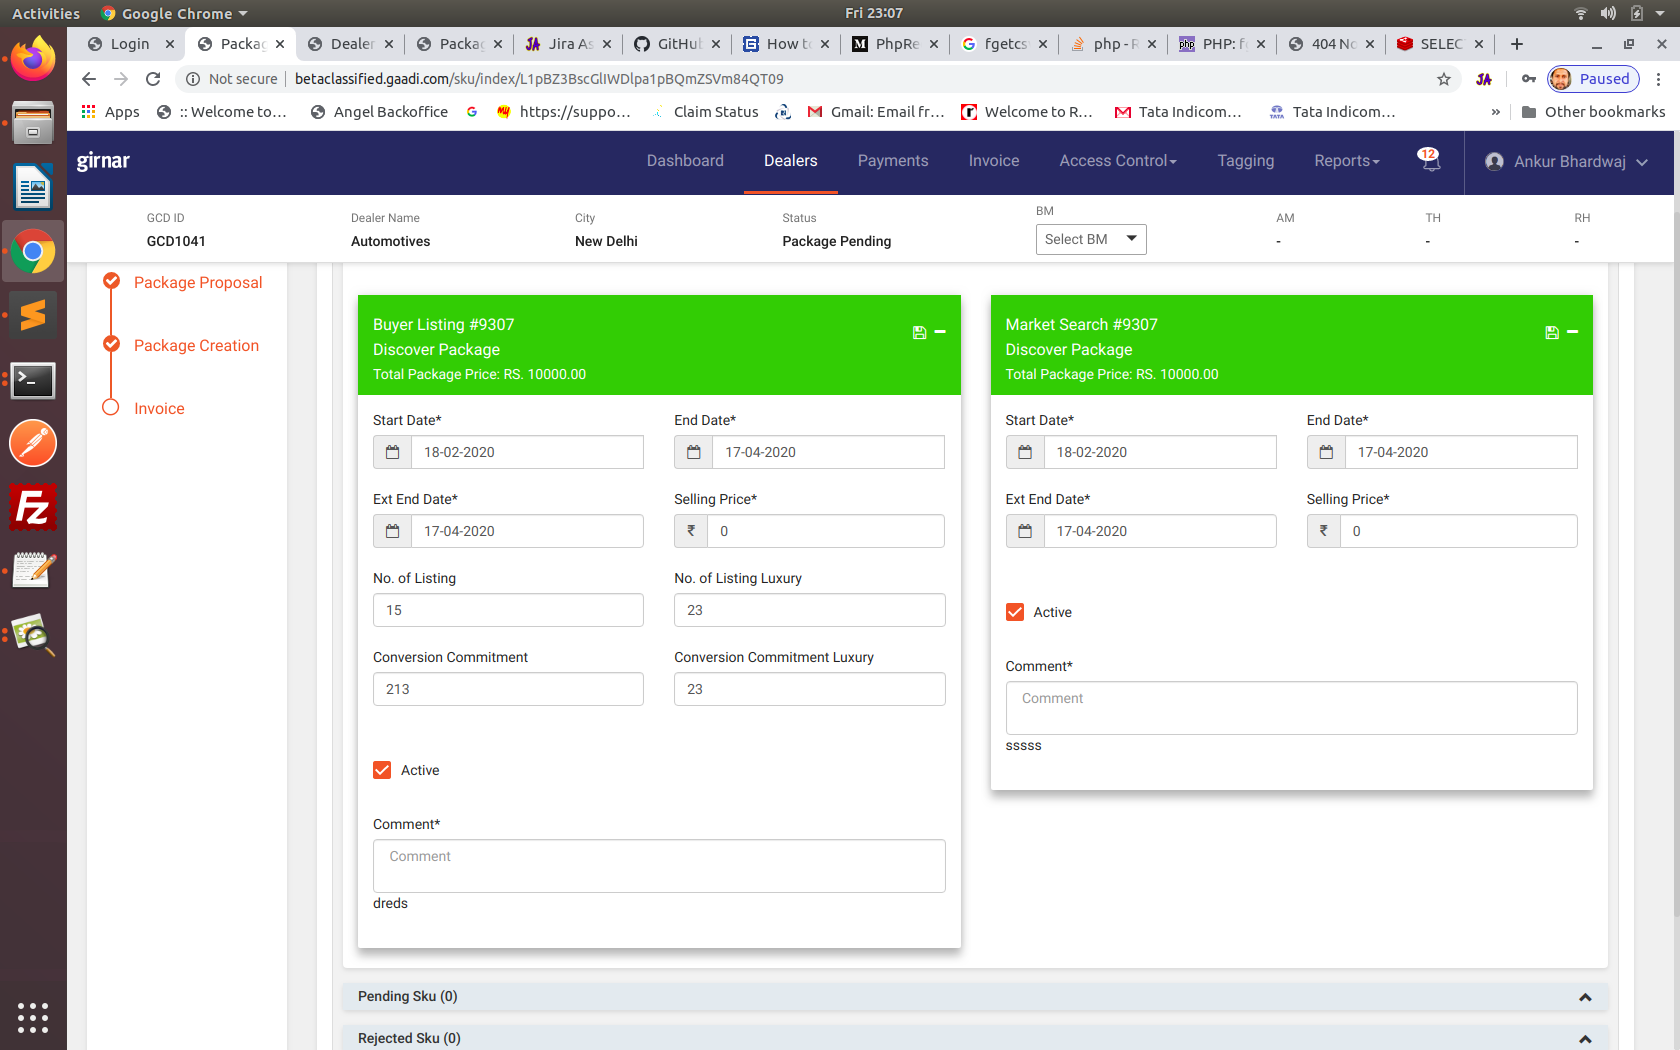 Activities
Google Chrome
Fri 23:07
Login
Packag
Dealer
Packag
Jira As
GitHub
How to
PhpRe
fgetcs
php - R
PHP: f
404 No
SELEC
Not secure
betaclassified.gaadi.com/sku/index/L1pBZ3BscGlIWDlpa1pBQmZSVm84QT09
JA
Paused
Apps
:: Welcome to...
Angel Backoffice
https://suppo...
Claim Status
Gmail: Email fr...
Welcome to R...
Tata Indicom...
Tata Indicom...
»
Other bookmarks
girnar
Dashboard
Dealers
Payments
Invoice
Access Control
Tagging
Reports
12
Ankur Bhardwaj
GCD ID
GCD1041
Dealer Name
Automotives
City
New Delhi
Status
Package Pending
BM
Select BM
AM
-
TH
-
RH
-
Package Proposal
Package Creation
Invoice
Buyer Listing #9307
Discover Package
Total Package Price: RS. 10000.00
Start Date*
End Date*
18-02-2020
17-04-2020
Ext End Date*
Selling Price*
17-04-2020
₹ 0
No. of Listing
No. of Listing Luxury
15
23
Conversion Commitment
Conversion Commitment Luxury
213
23
Active
Comment*
Comment
dreds
Market Search #9307
Discover Package
Total Package Price: RS. 10000.00
Start Date*
End Date*
18-02-2020
17-04-2020
Ext End Date*
Selling Price*
17-04-2020
₹ 0
Active
Comment*
Comment
sssss
Pending Sku (0)
Rejected Sku (0)